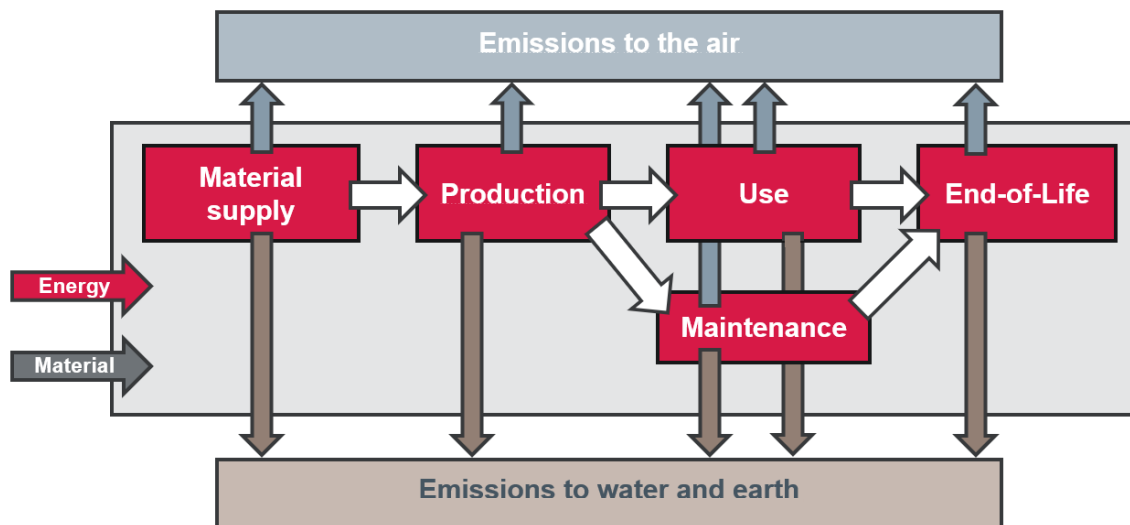 Emissions to the air
Material
supply
Production
Use
End-of-Life
Energy
Maintenance
Material
Emissions to water and earth